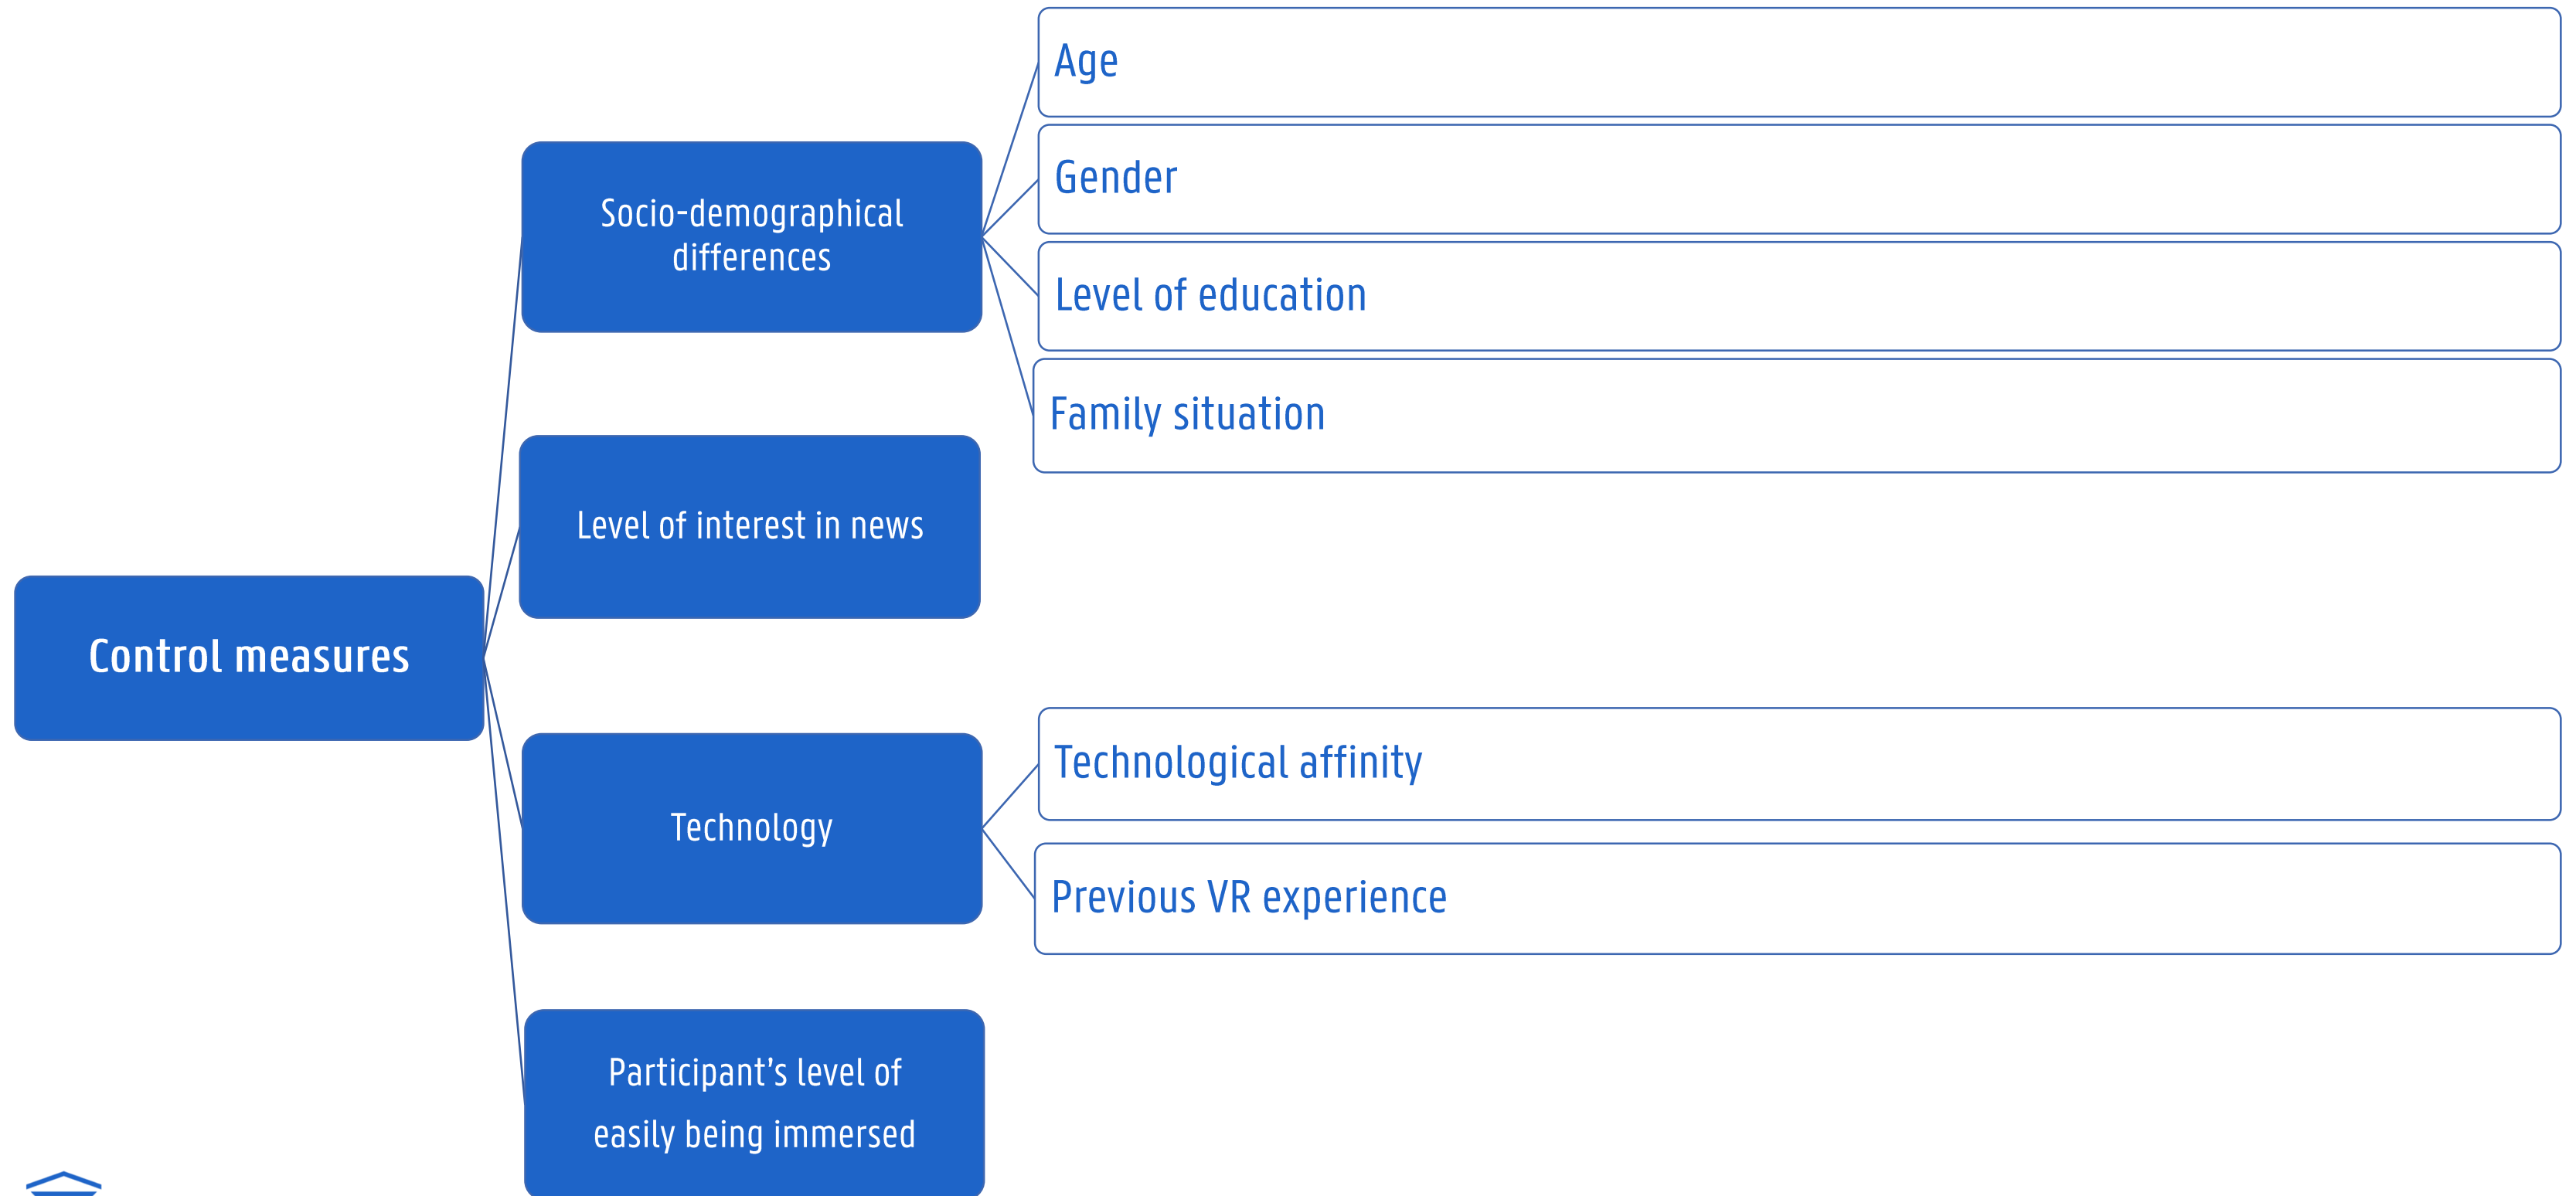 Control measures
Socio-demographical
differences
Age
Gender
Level of education
Family situation
Level of interest in news
Technology
Technological affinity
Previous VR experience
Participant's level of
easily being immersed